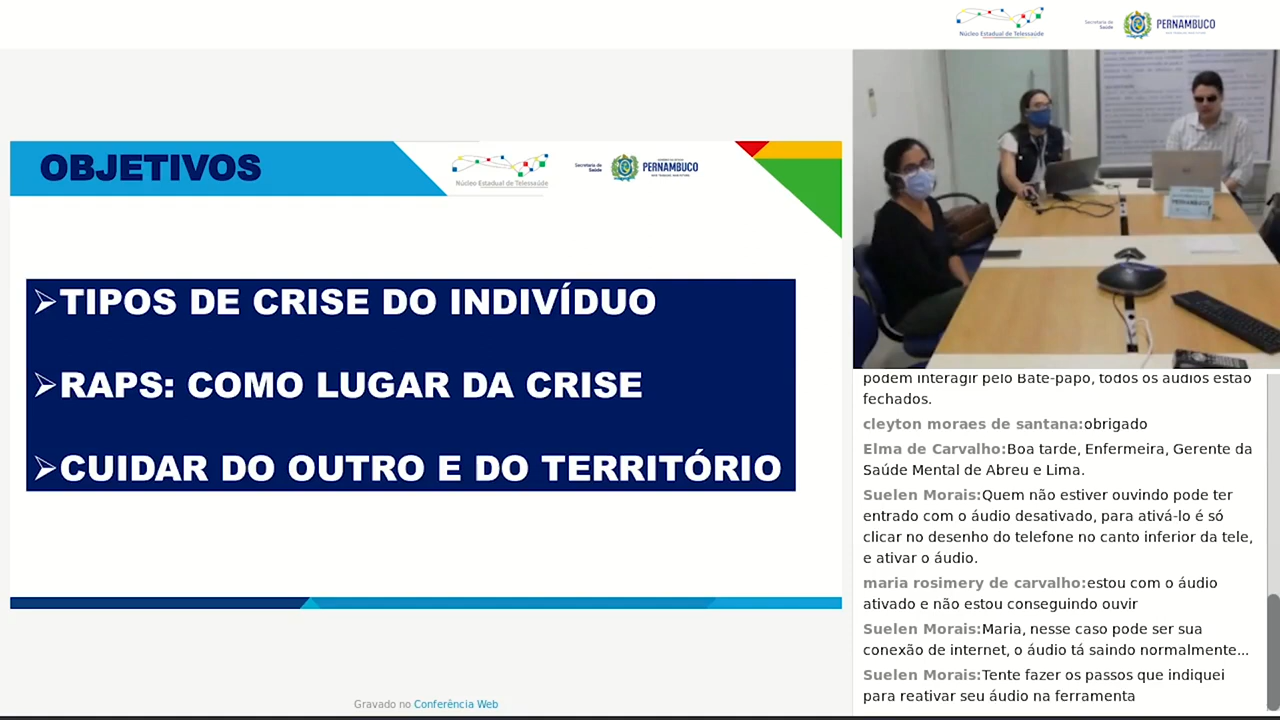 Núcleo Estadual de Telessaúde
Secretaria de
Saúde
PERNAMBUCO
OBJETIVOS
Núcleo Estadual de Telessaúde
Secretaria de
Saúde
PERNAMBUCO
➢TIPOS DE CRISE DO INDIVÍDUO
➢RAPS: COMO LUGAR DA CRISE
➢CUIDAR DO OUTRO E DO TERRITÓRIO
Gravado no Conferência Web
PERNAMBUCO
podem interagir pelo Bate-papo, todos os áudios estão
fechados.
cleyton moraes de santana:obrigado
Elma de Carvalho:Boa tarde, Enfermeira, Gerente da
Saúde Mental de Abreu e Lima.
Suelen Morais:Quem não estiver ouvindo pode ter
entrado com o áudio desativado, para ativá-lo é só
clicar no desenho do telefone no canto inferior da tele,
e ativar o áudio.
maria rosimery de carvalho:estou com o áudio
ativado e não estou conseguindo ouvir
Suelen Morais:Maria, nesse caso pode ser sua
conexão de internet, o áudio tá saindo normalmente...
Suelen Morais:Tente fazer os passos que indiquei
para reativar seu áudio na ferramenta